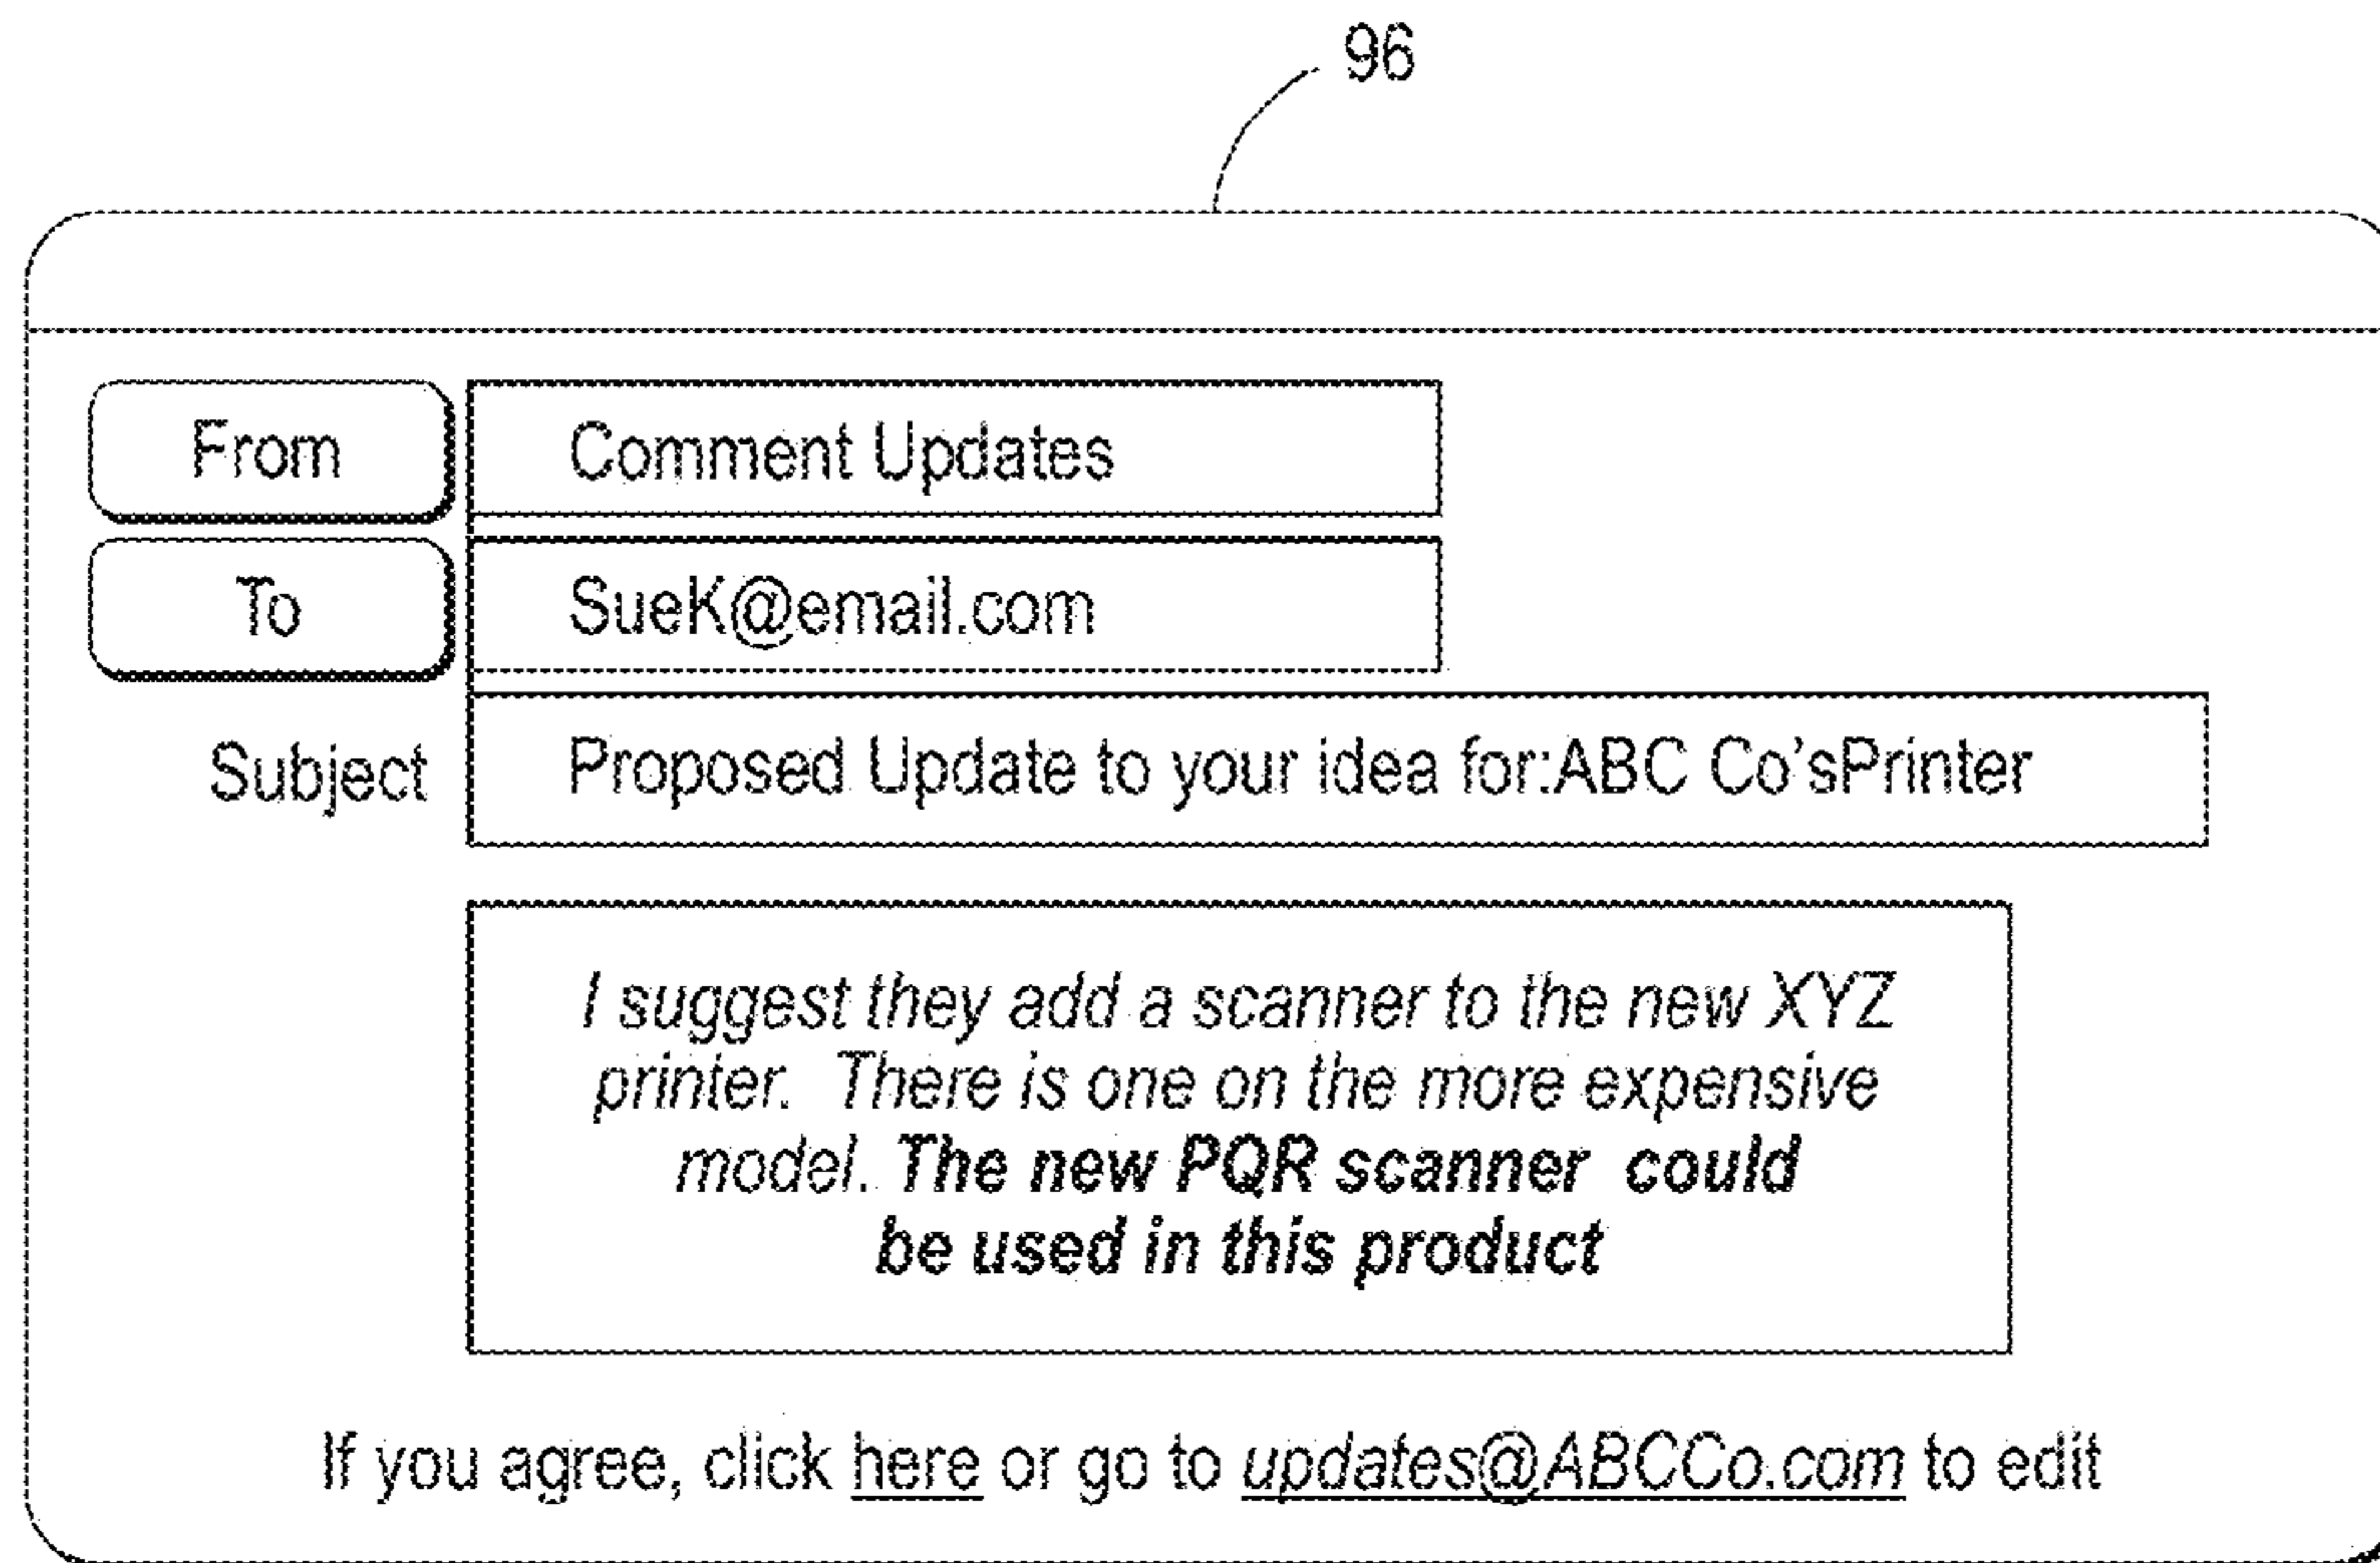 96
From Comment Updates
To SueK@email.com
Subject Proposed Update to your idea for:ABC Co'sPrinter
I suggest they add a scanner to the new XYZ
printer. There is one on the more expensive
model. The new PQR scanner could
be used in this product
If you agree, click here or go to updates@ABCCo.com to edit